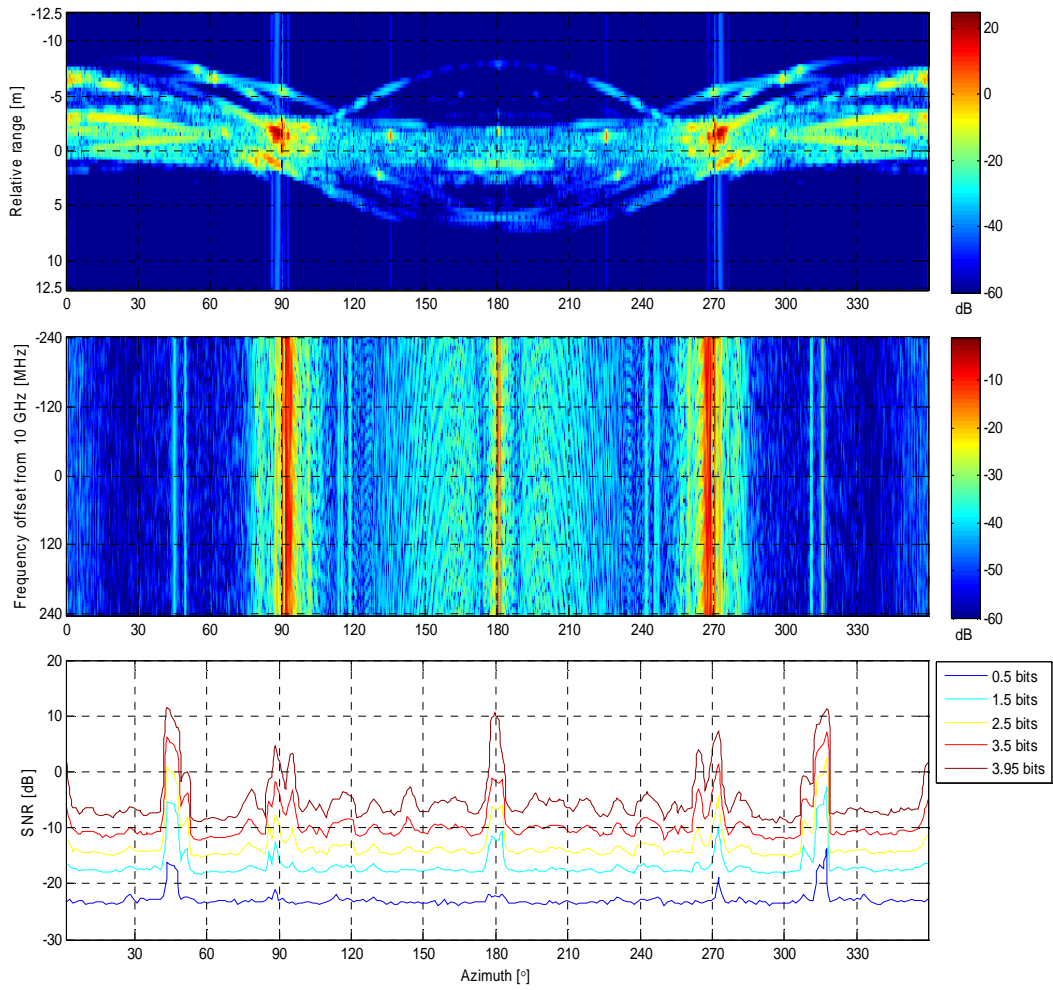 -12.5
-10
-5
0
5
10
12.5
Relative range [m]
0 30 60 90 120 150 180 210 240 270 300 330
20
0
-20
-40
-60
dB
-240
-120
0
120
240
Frequency offset from 10 GHz [MHz]
0 30 60 90 120 150 180 210 240 270 300 330
-10
-20
-30
-40
-50
-60
dB
20
10
0
-10
-20
-30
SNR [dB]
30 60 90 120 150 180 210 240 270 300 330
Azimuth [°]
0.5 bits
1.5 bits
2.5 bits
3.5 bits
3.95 bits